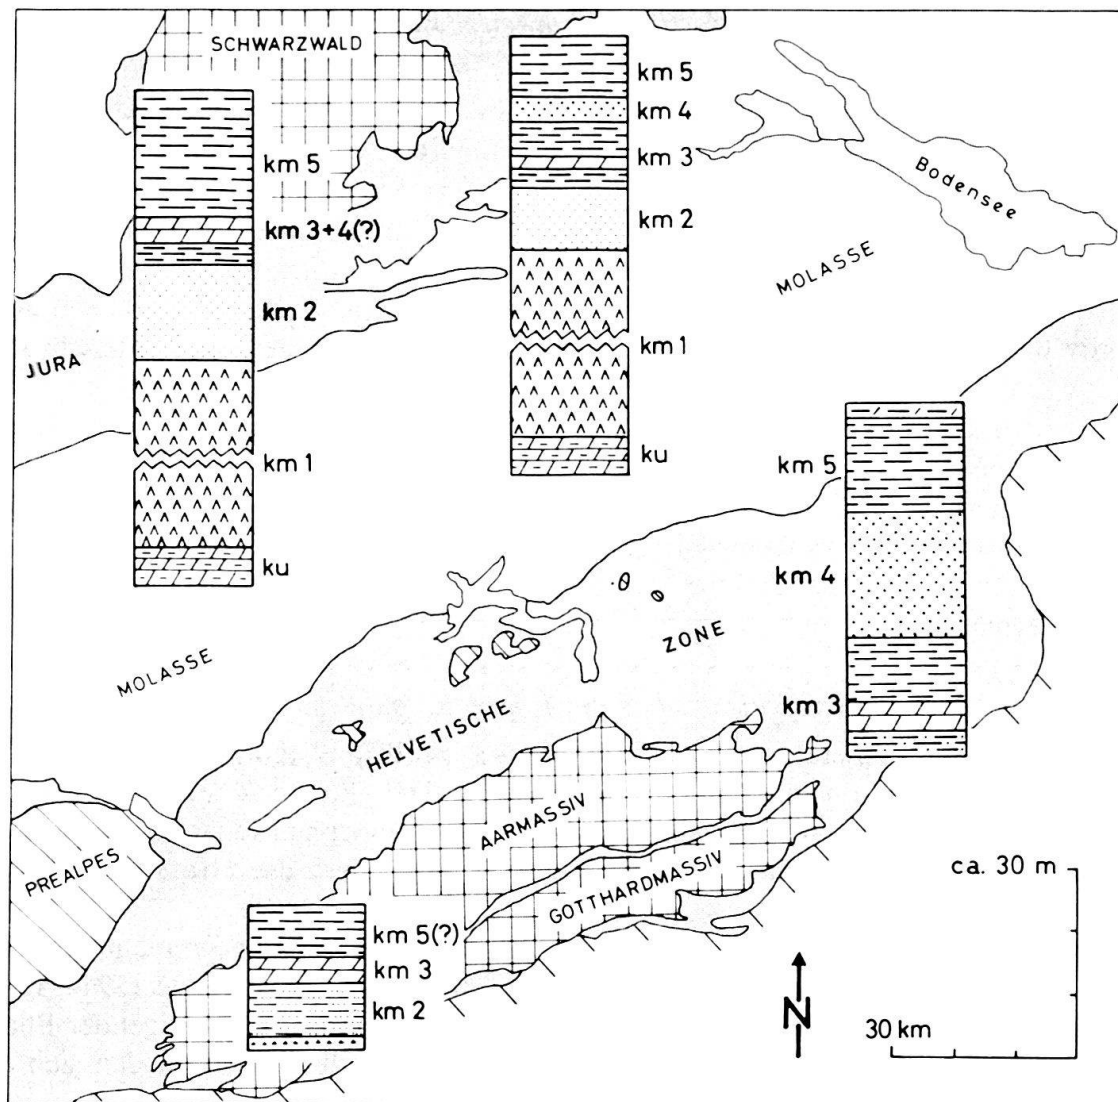 SCHWARZWALD
km 5
km 3+4(?)
km 2
km 1
ku
km 5
km 4
km 3
km 2
km 1
ku
Bodensee
MOLASSE
JURA
km 5
km 4
km 3
MOLASSE
HELVETISCHE
ZONE
PREALPES
AARMASSIV
GOTTHARDMASSIV
km 5(?)
km 3
km 2
N
ca. 30 m
30 km